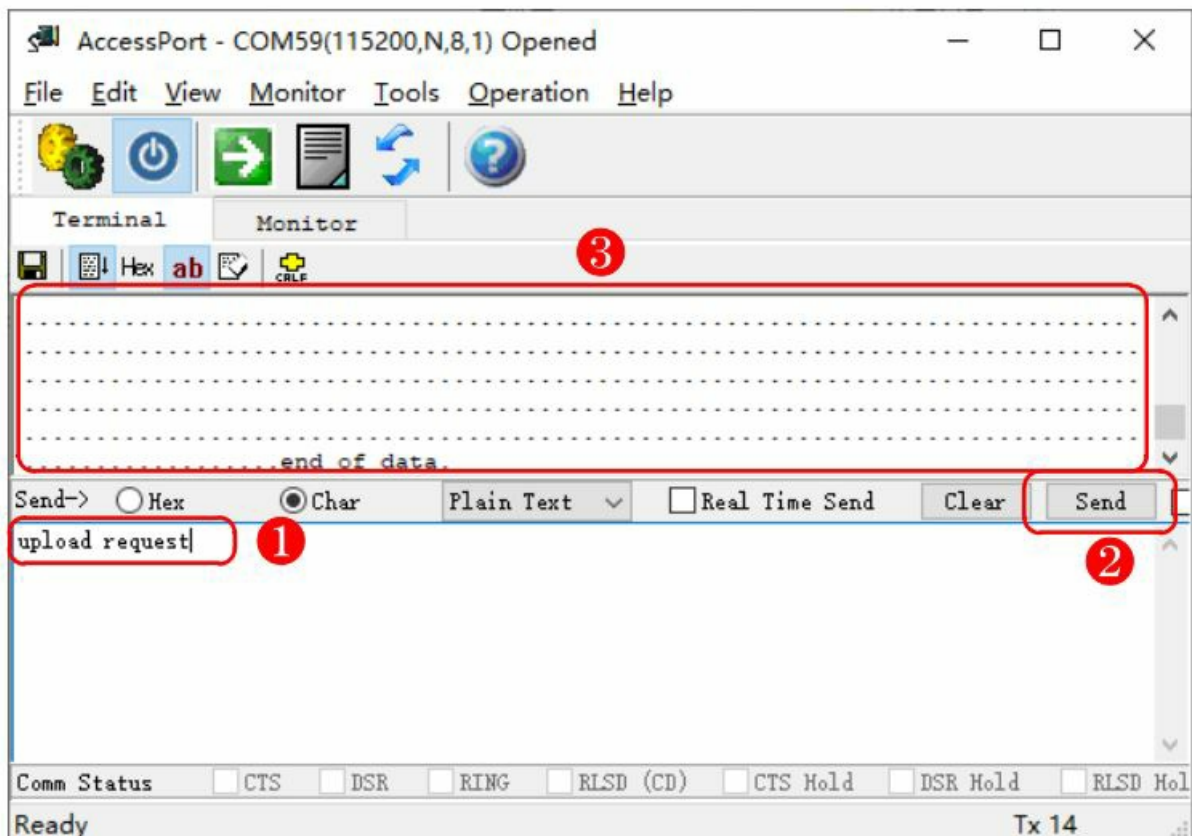 AccessPort - COM59(115200,N,8,1) Opened
File Edit View Monitor Tools Operation Help
Terminal Monitor
Hex ab CRLF
3
................................................................................
................................................................................
................................................................................
................................................................................
................................................................................
..................end of data.
Send-> Hex Char Plain Text Real Time Send Clear Send
upload request
1
2
Comm Status CTS DSR RING RLSD (CD) CTS Hold DSR Hold RLSD Hol
Ready Tx 14